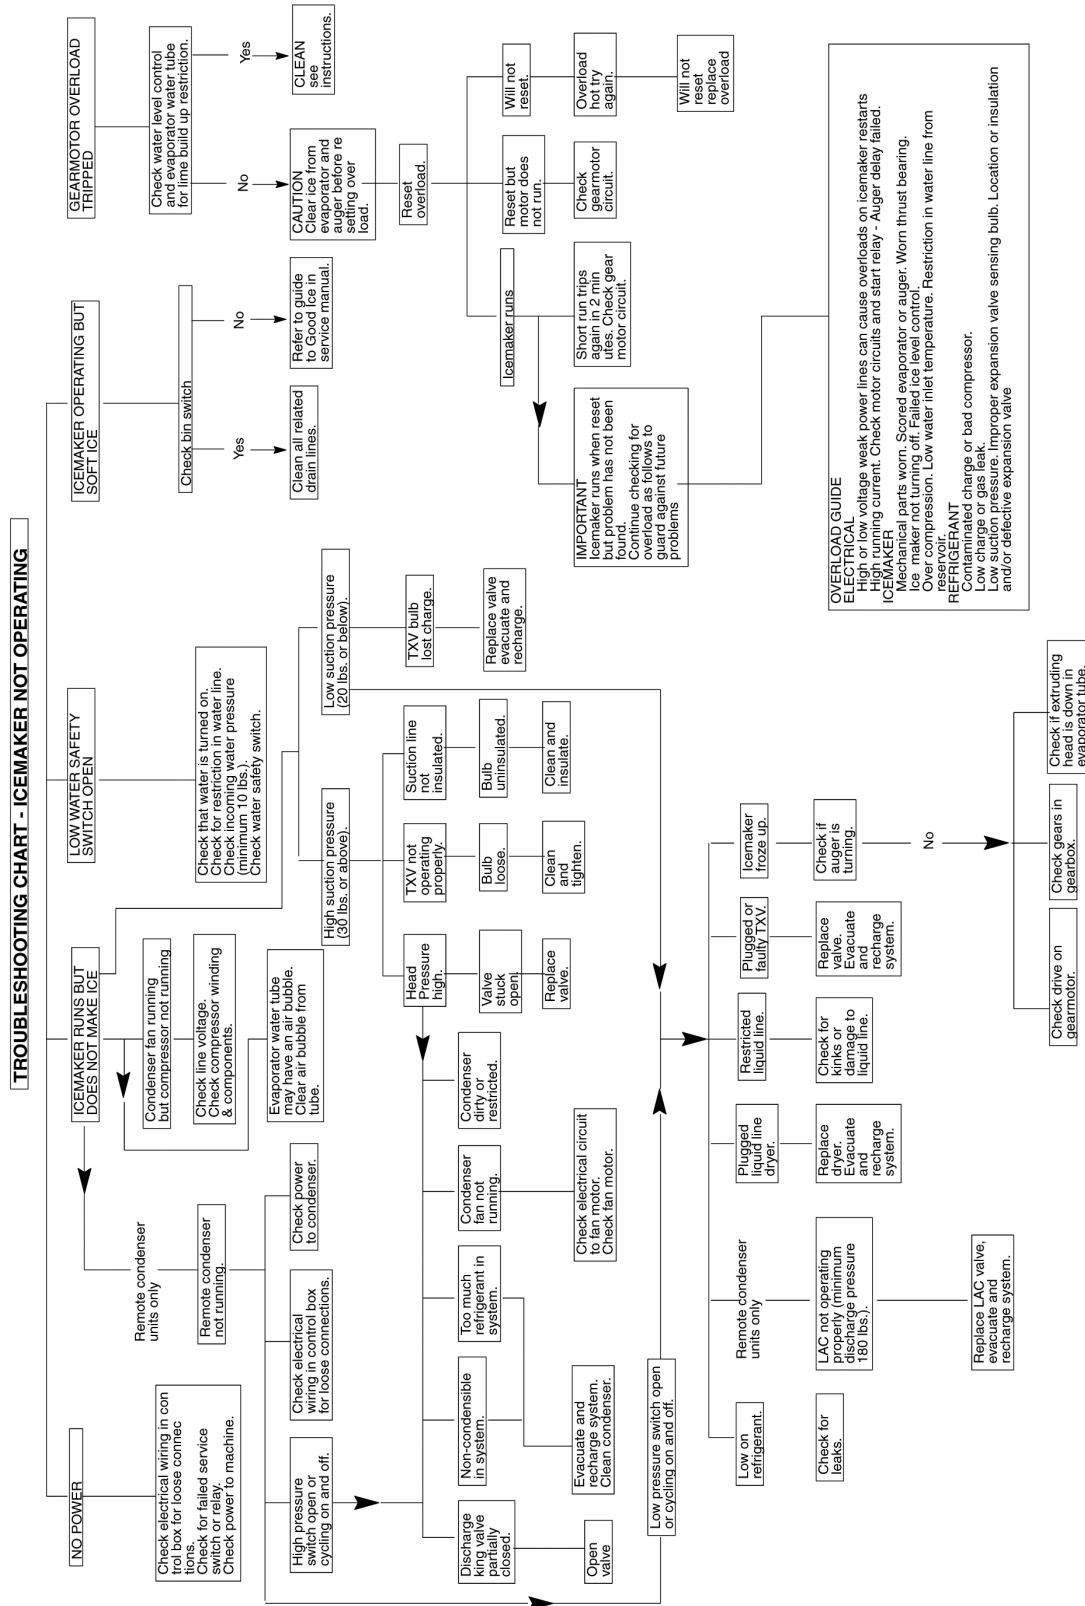 TROUBLESHOOTING CHART - ICEMAKER NOT OPERATING
NO POWER
Check electrical wiring in con
trol box for loose connec
tions.
Check for failed service
switch or relay.
Check power to machine.
ICEMAKER RUNS BUT
DOES NOT MAKE ICE
Remote condenser
units only
Remote condenser
not running.
Condenser fan running
but compressor not running
Check line voltage.
Check compressor winding
& components.
Evaporator water tube
may have an air bubble.
Clear air bubble from
tube.
High pressure
switch open or
cycling on and off.
Check electrical
wiring in control box
for loose connections.
Check power
to condenser.
Discharge
king valve
partially
closed.
Open
valve
Non-condensible
in system.
Too much
refrigerant in
system.
Evacuate and
recharge system.
Clean condenser.
Condenser
fan not
running.
Check electrical circuit
to fan motor.
Check fan motor.
Condenser
dirty or
restricted.
High suction pressure
(30 lbs. or above).
Head
Pressure
high.
Valve
stuck
open.
Replace
valve.
TXV not
operating
properly.
Bulb
loose.
Clean
and
tighten.
Suction line
not
insulated.
Bulb
uninsulated.
Clean and
insulate.
Low suction pressure
(20 lbs. or below).
TXV bulb
lost charge.
Replace valve
evacuate and
recharge.
Low pressure switch open
or cycling on and off.
Low on
refrigerant.
Check for
leaks.
Remote condenser
units only
LAC not operating
properly (minimum
discharge pressure
180 lbs.).
Replace LAC valve,
evacuate and
recharge system.
Plugged
liquid line
dryer.
Replace
dryer.
Evacuate
and
recharge
system.
Restricted
liquid line.
Check for
kinks or
damage to
liquid line.
Plugged or
faulty TXV.
Replace
valve.
Evacuate
and
recharge
system.
Icemaker
froze up.
Check if
auger is
turning.
No
Check drive on
gearmotor.
Check gears in
gearbox.
Check if extruding
head is down in
evaporator tube.
LOW WATER SAFETY
SWITCH OPEN
Check that water is turned on.
Check for restriction in water line.
Check incoming water pressure
(minimum 10 lbs.).
Check water safety switch.
ICEMAKER OPERATING BUT
SOFT ICE
Check bin switch
Yes
No
Clean all related
drain lines.
Refer to guide
to Good Ice in
service manual.
GEARMOTOR OVERLOAD
TRIPPED
Check water level control
and evaporator water tube
for lime build up restriction.
No
Yes
CAUTION
Clear ice from
evaporator and
auger before re
setting over
load.
CLEAN
see
instructions.
Reset
overload.
Icemaker runs
Reset but
motor does
not run.
Will not
reset.
Short run trips
again in 2 min
utes. Check gear
motor circuit.
Check
gearmotor
circuit.
Overload
hot try
again.
Will not
reset
replace
overload
IMPORTANT
Icemaker runs when reset
but problem has not been
found.
Continue checking for
overload as follows to
guard against future
problems
OVERLOAD GUIDE
ELECTRICAL
High or low voltage weak power lines can cause overloads on icemaker restarts
High running current. Check motor circuits and start relay - Auger delay failed.
ICEMAKER
Mechanical parts worn. Scored evaporator or auger. Worn thrust bearing.
Ice maker not turning off. Failed ice level control.
Over compression. Low water inlet temperature. Restriction in water line from
reservoir.
REFRIGERANT
Contaminated charge or bad compressor.
Low charge or gas leak.
Low suction pressure. Improper expansion valve sensing bulb. Location or insulation
and/or defective expansion valve